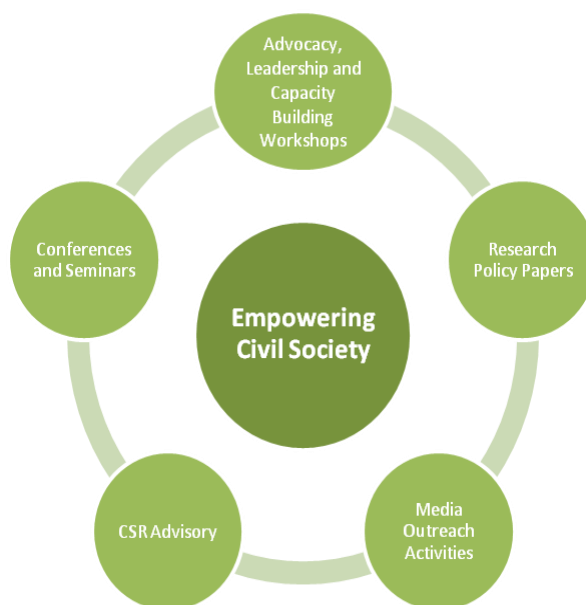 Advocacy,
Leadership and
Capacity
Building
Workshops
Research
Policy Papers
Media
Outreach
Activities
CSR Advisory
Conferences
and Seminars
Empowering
Civil Society